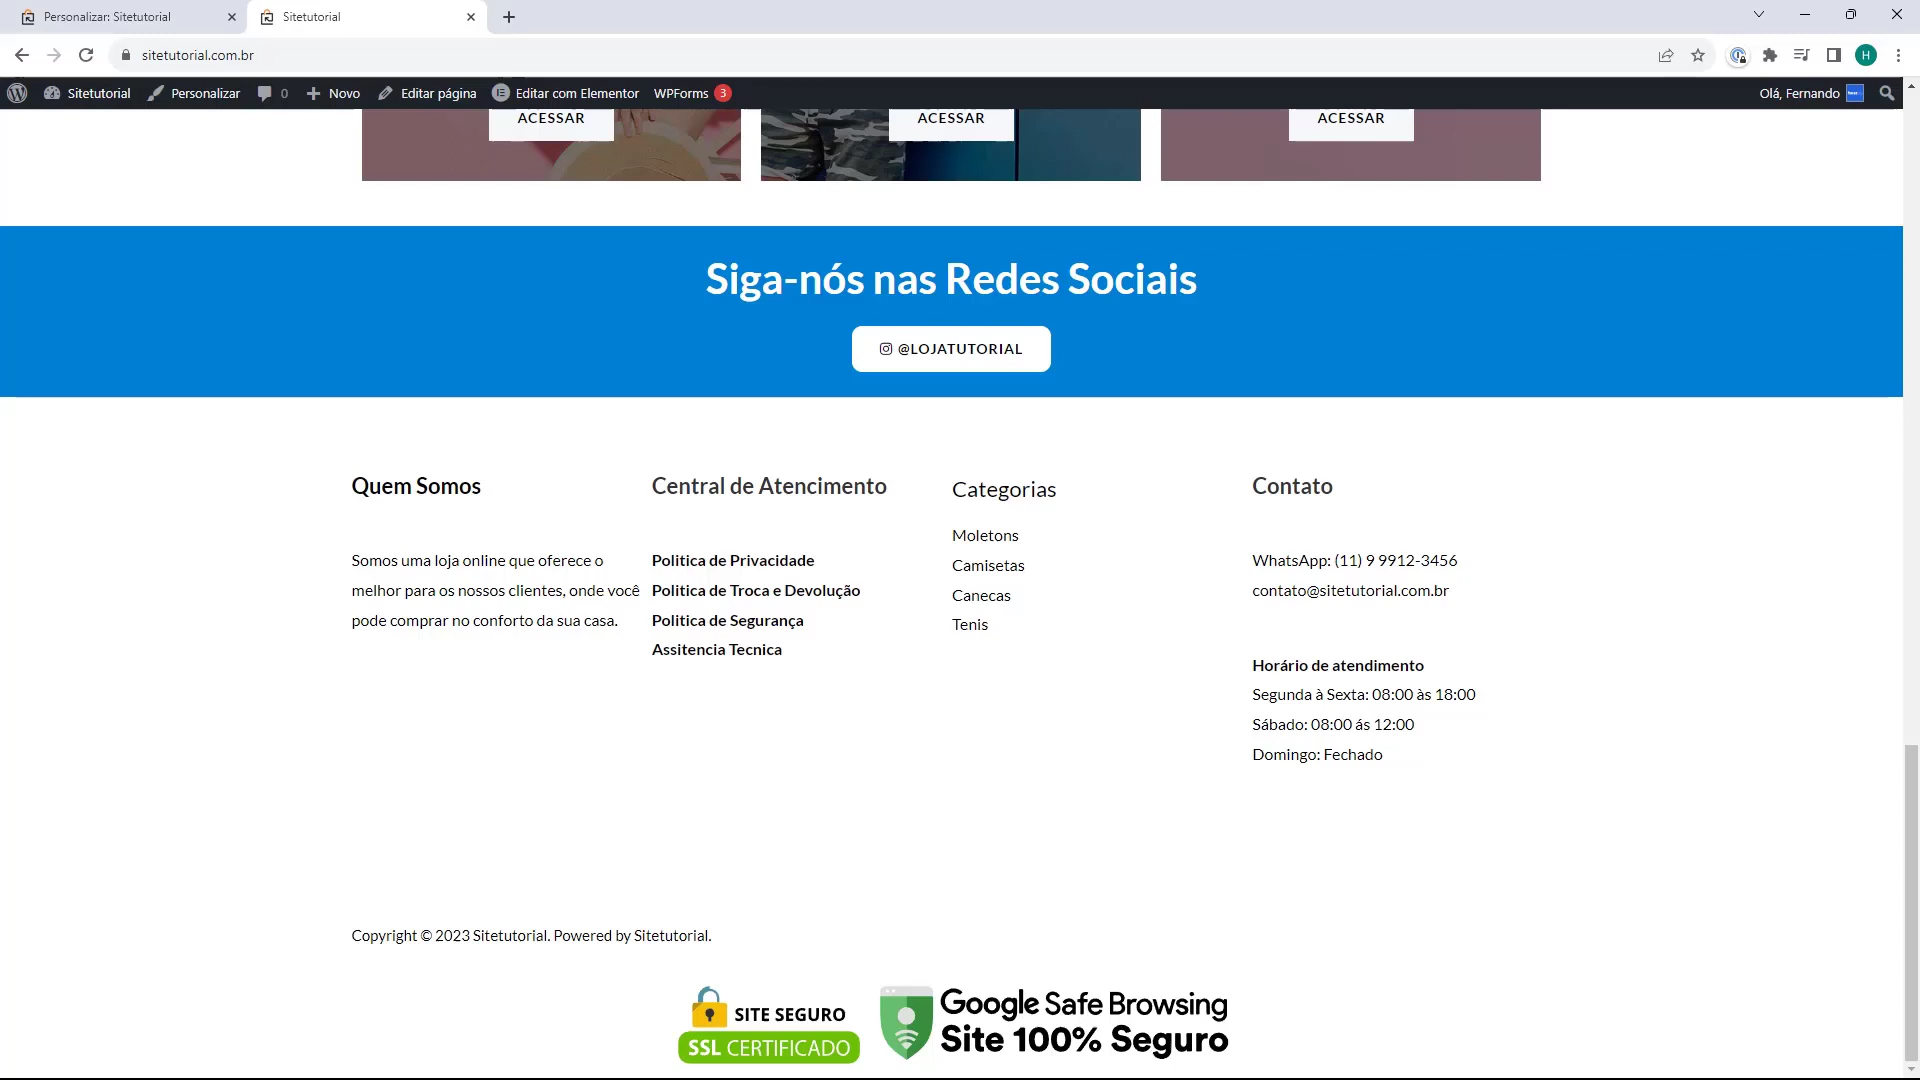 Personalizar: Sitetutorial
Sitetutorial
sitetutorial.com.br
H
Sitetutorial
Personalizar
0
Novo
Editar página
Editar com Elementor
WPForms 3
Olá, Fernando
ACESSAR
ACESSAR
ACESSAR
Siga-nós nas Redes Sociais
@LOJATUTORIAL
Quem Somos
Somos uma loja online que oferece o
melhor para os nossos clientes, onde você
pode comprar no conforto da sua casa.
Central de Atencimento
Politica de Privacidade
Politica de Troca e Devolução
Politica de Segurança
Assitencia Tecnica
Categorias
Moletons
Camisetas
Canecas
Tenis
Contato
WhatsApp: (11) 9 9912-3456
contato@sitetutorial.com.br
Horário de atendimento
Segunda à Sexta: 08:00 às 18:00
Sábado: 08:00 ás 12:00
Domingo: Fechado
Copyright © 2023 Sitetutorial. Powered by Sitetutorial.
SITE SEGURO
SSL CERTIFICADO
Google Safe Browsing
Site 100% Seguro